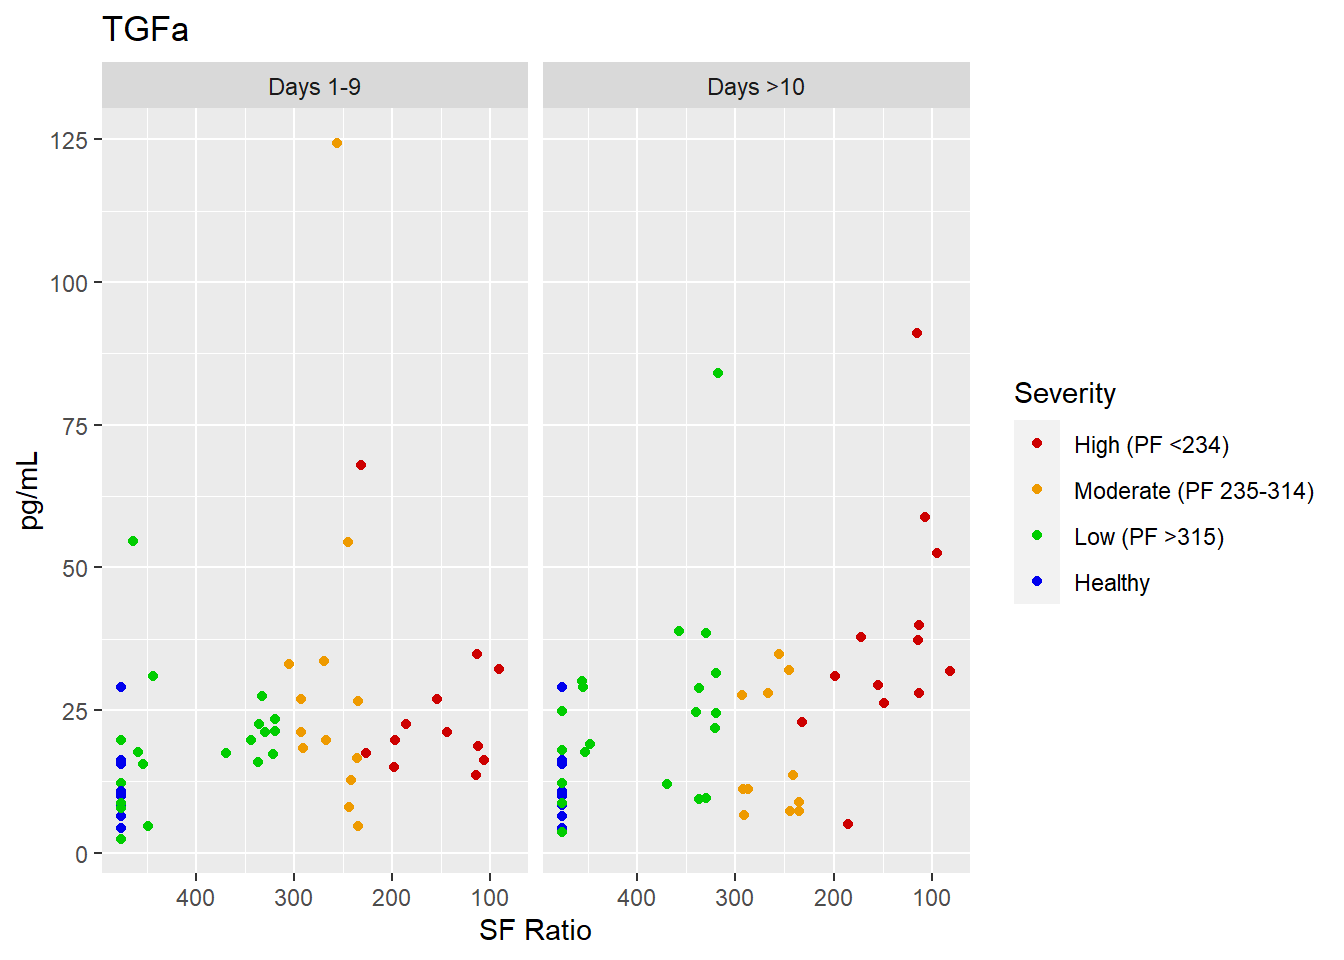 TGFa
Days 1-9
Days >10
125
100
75
50
25
0
pg/mL
400 300 200 100
400 300 200 100
SF Ratio
Severity
High (PF <234)
Moderate (PF 235-314)
Low (PF >315)
Healthy